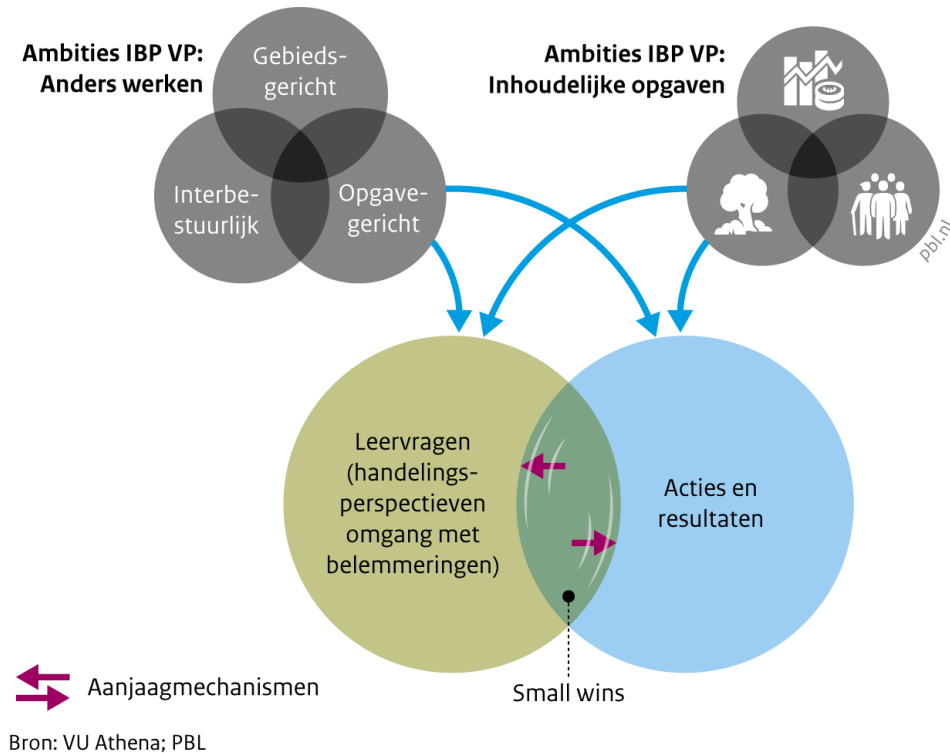 Ambities IBP VP:
Anders werken
Gebieds-
gericht
Interbe-
stuurlijk
Opgave-
gericht
Ambities IBP VP:
Inhoudelijke opgaven
pbl.nl
Leervragen
(handelings-
perspectieven
omgang met
belemmeringen)
Acties en
resultaten
Small wins
Aanjaagmechanismen
Bron: VU Athena; PBL